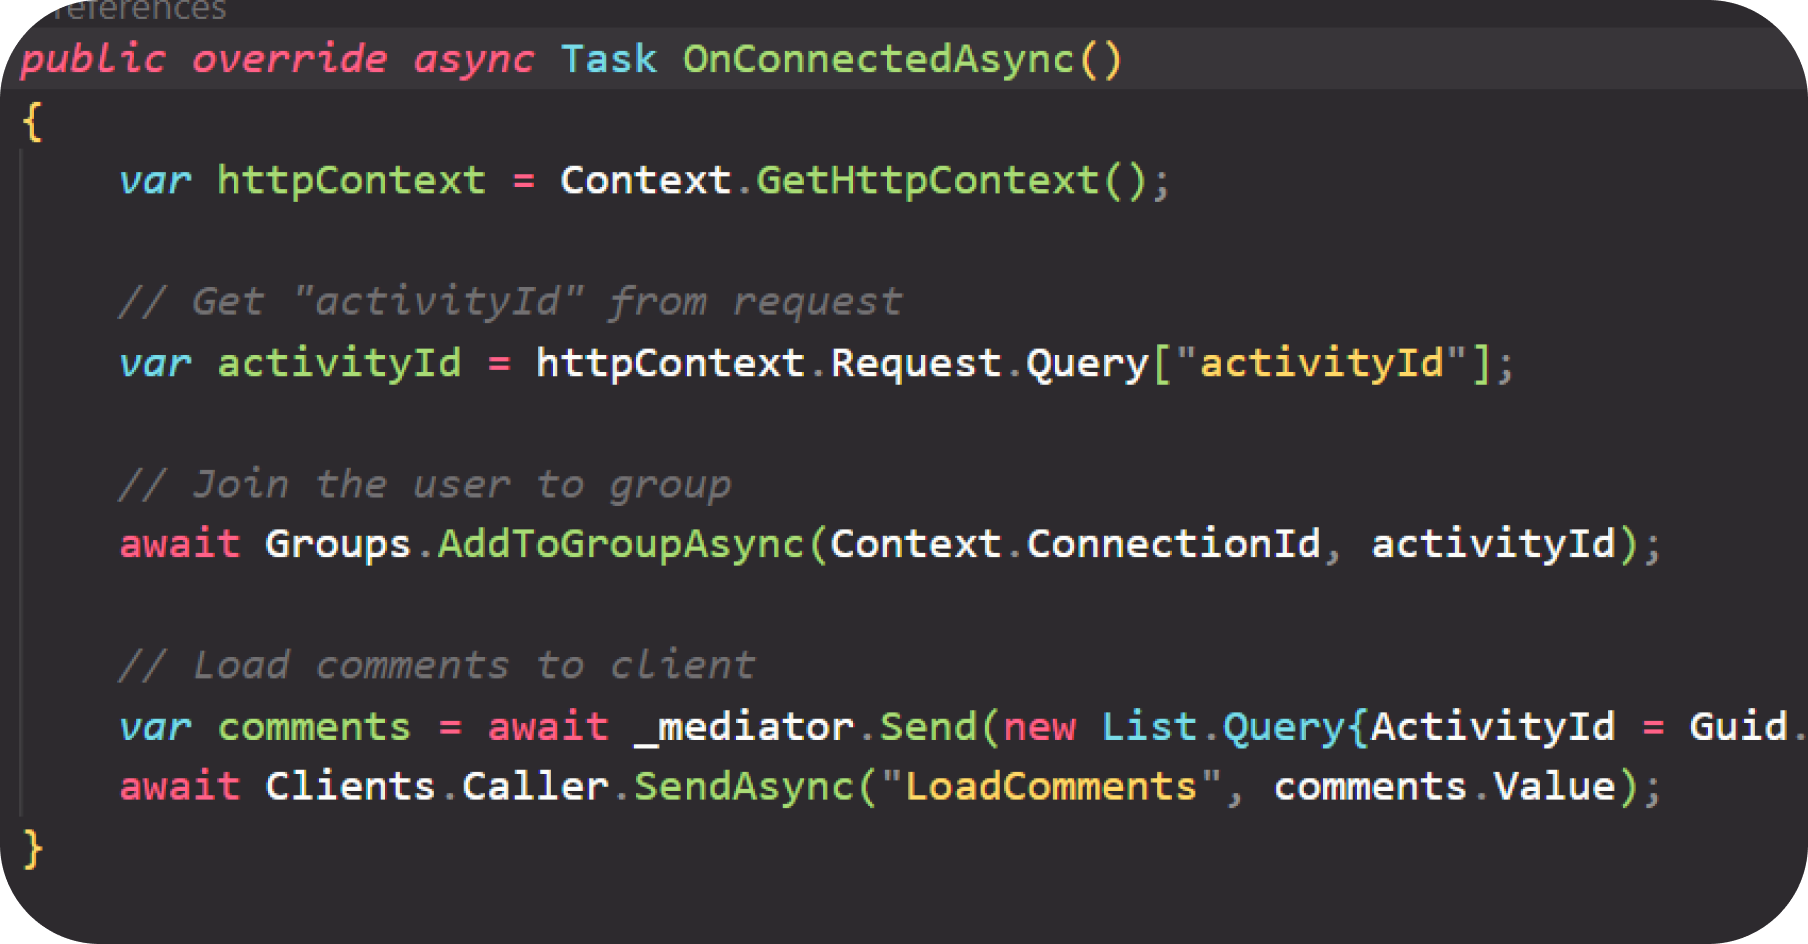 references
public override async Task OnConnectedAsync()
{
var httpContext = Context.GetHttpContext();
// Get "activityId" from request
var activityId = httpContext.Request.Query["activityId"];
// Join the user to group
await Groups.AddToGroupAsync(Context.ConnectionId, activityId);
// Load comments to client
var comments = await _mediator.Send(new List.Query{ActivityId = Guid.
await Clients.Caller.SendAsync("LoadComments", comments.Value);
}